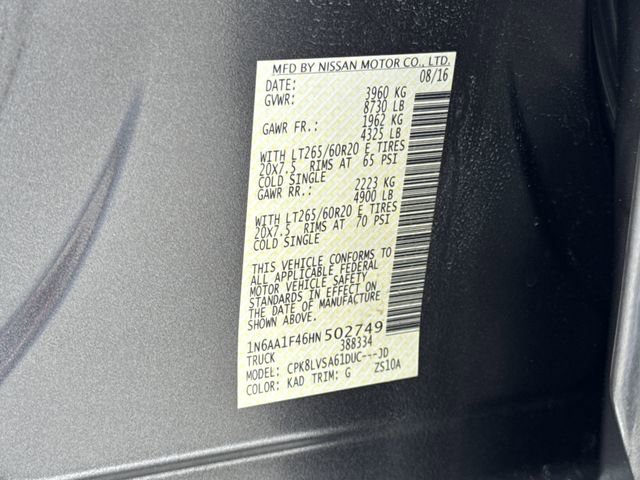 MFD BY NISSAN MOTOR CO., LTD.
DATE: 08/16
GVWR: 3960 KG
8730 LB
GAWR FR.: 1962 KG
4325 LB
WITH LT265/60R20 E TIRES
20X7.5 RIMS AT 65 PSI
COLD SINGLE
GAWR RR.: 2223 KG
4900 LB
WITH LT265/60R20 E TIRES
20X7.5 RIMS AT 70 PSI
COLD SINGLE
THIS VEHICLE CONFORMS TO
ALL APPLICABLE FEDERAL
MOTOR VEHICLE SAFETY
STANDARDS IN EFFECT ON
THE DATE OF MANUFACTURE
SHOWN ABOVE.
1N6AA1F46HN502749
TRUCK 388334
MODEL: CPK8LVSA61DUC---JD
COLOR: KAD TRIM: G ZS10A